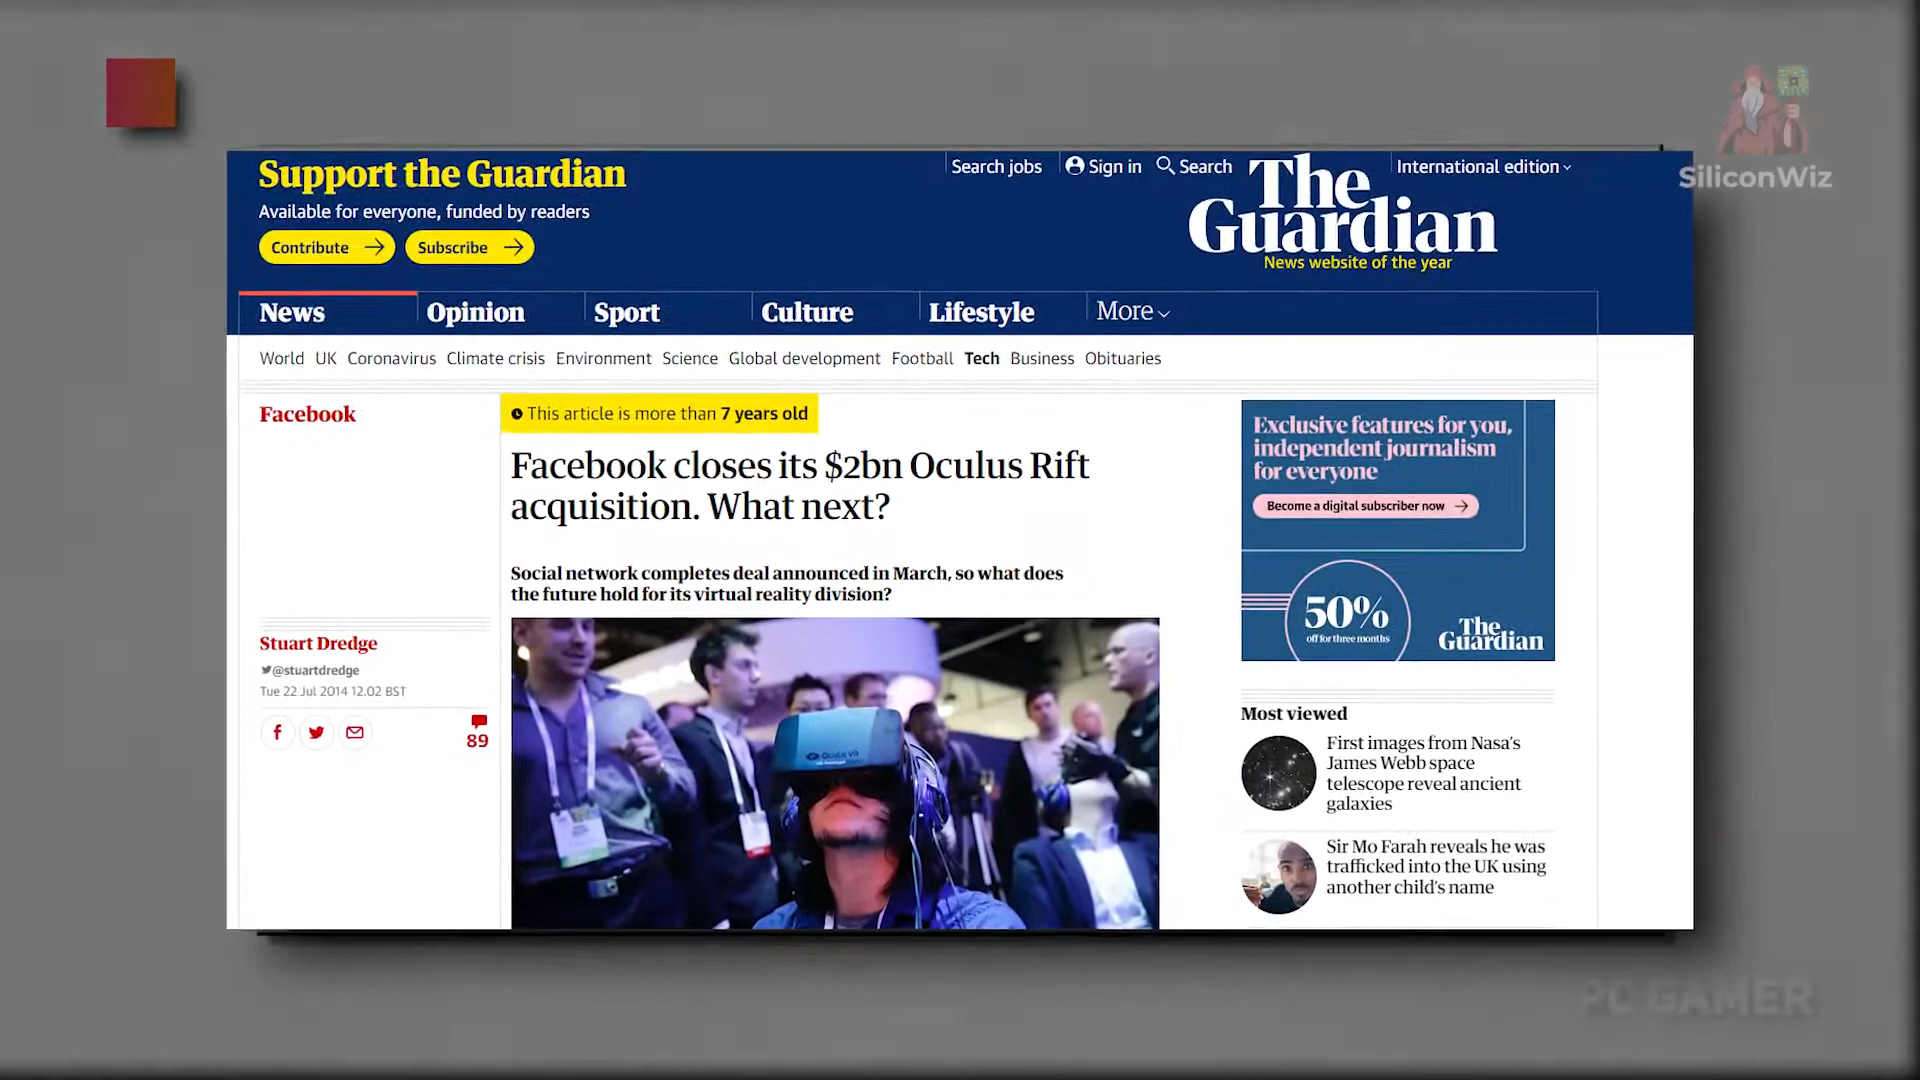 SiliconWiz
Support the Guardian
Available for everyone, funded by readers
Contribute
Subscribe
Search jobs
Sign in
Search
International edition
The
Guardian
News website of the year
News
Opinion
Sport
Culture
Lifestyle
More
World UK Coronavirus Climate crisis Environment Science Global development Football Tech Business Obituaries
Facebook
This article is more than 7 years old
Facebook closes its $2bn Oculus Rift
acquisition. What next?
Social network completes deal announced in March, so what does
the future hold for its virtual reality division?
Stuart Dredge
@stuartdredge
Tue 22 Jul 2014 12.02 BST
89
Oculus VR
Exclusive features for you,
independent journalism
for everyone
Become a digital subscriber now
50%
off for three months
The
Guardian
Most viewed
First images from Nasa's
James Webb space
telescope reveal ancient
galaxies
Sir Mo Farah reveals he was
trafficked into the UK using
another child's name
PC GAMER